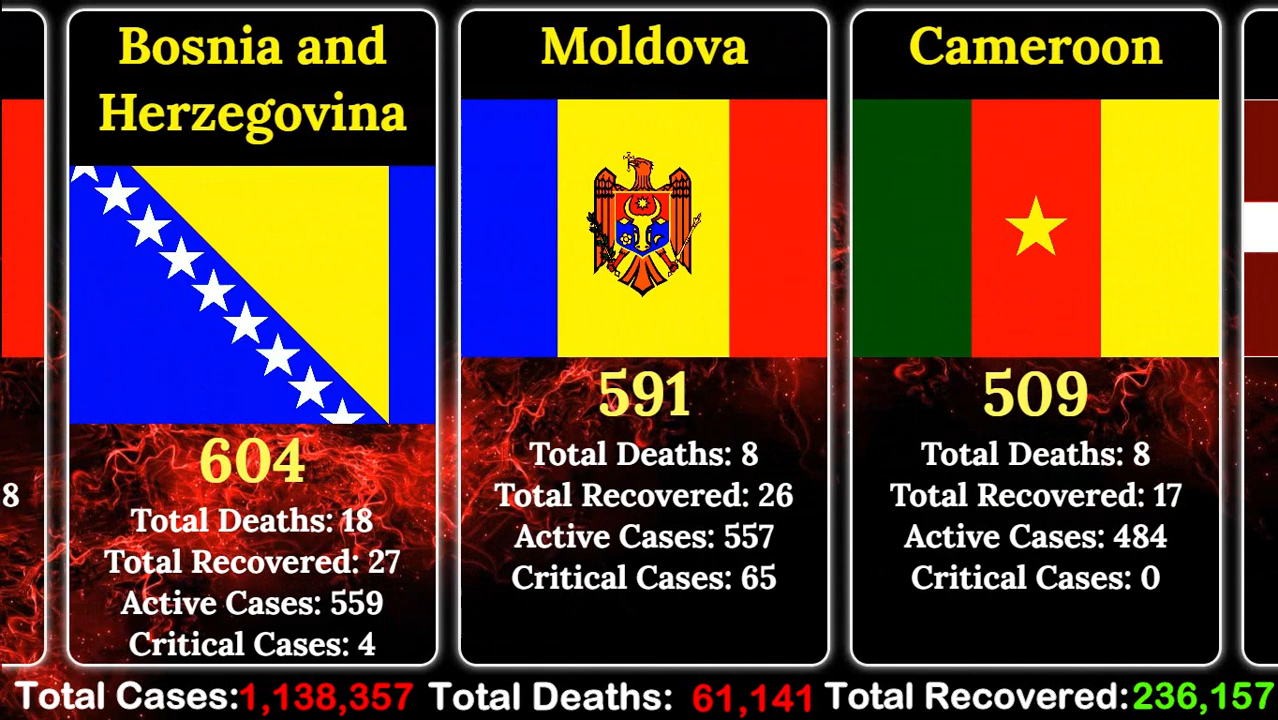 Bosnia and
Herzegovina
604
Total Deaths: 18
Total Recovered: 27
Active Cases: 559
Critical Cases: 4
Moldova
591
Total Deaths: 8
Total Recovered: 26
Active Cases: 557
Critical Cases: 65
Cameroon
509
Total Deaths: 8
Total Recovered: 17
Active Cases: 484
Critical Cases: 0
8
Total Cases:1,138,357 Total Deaths: 61,141 Total Recovered:236,157